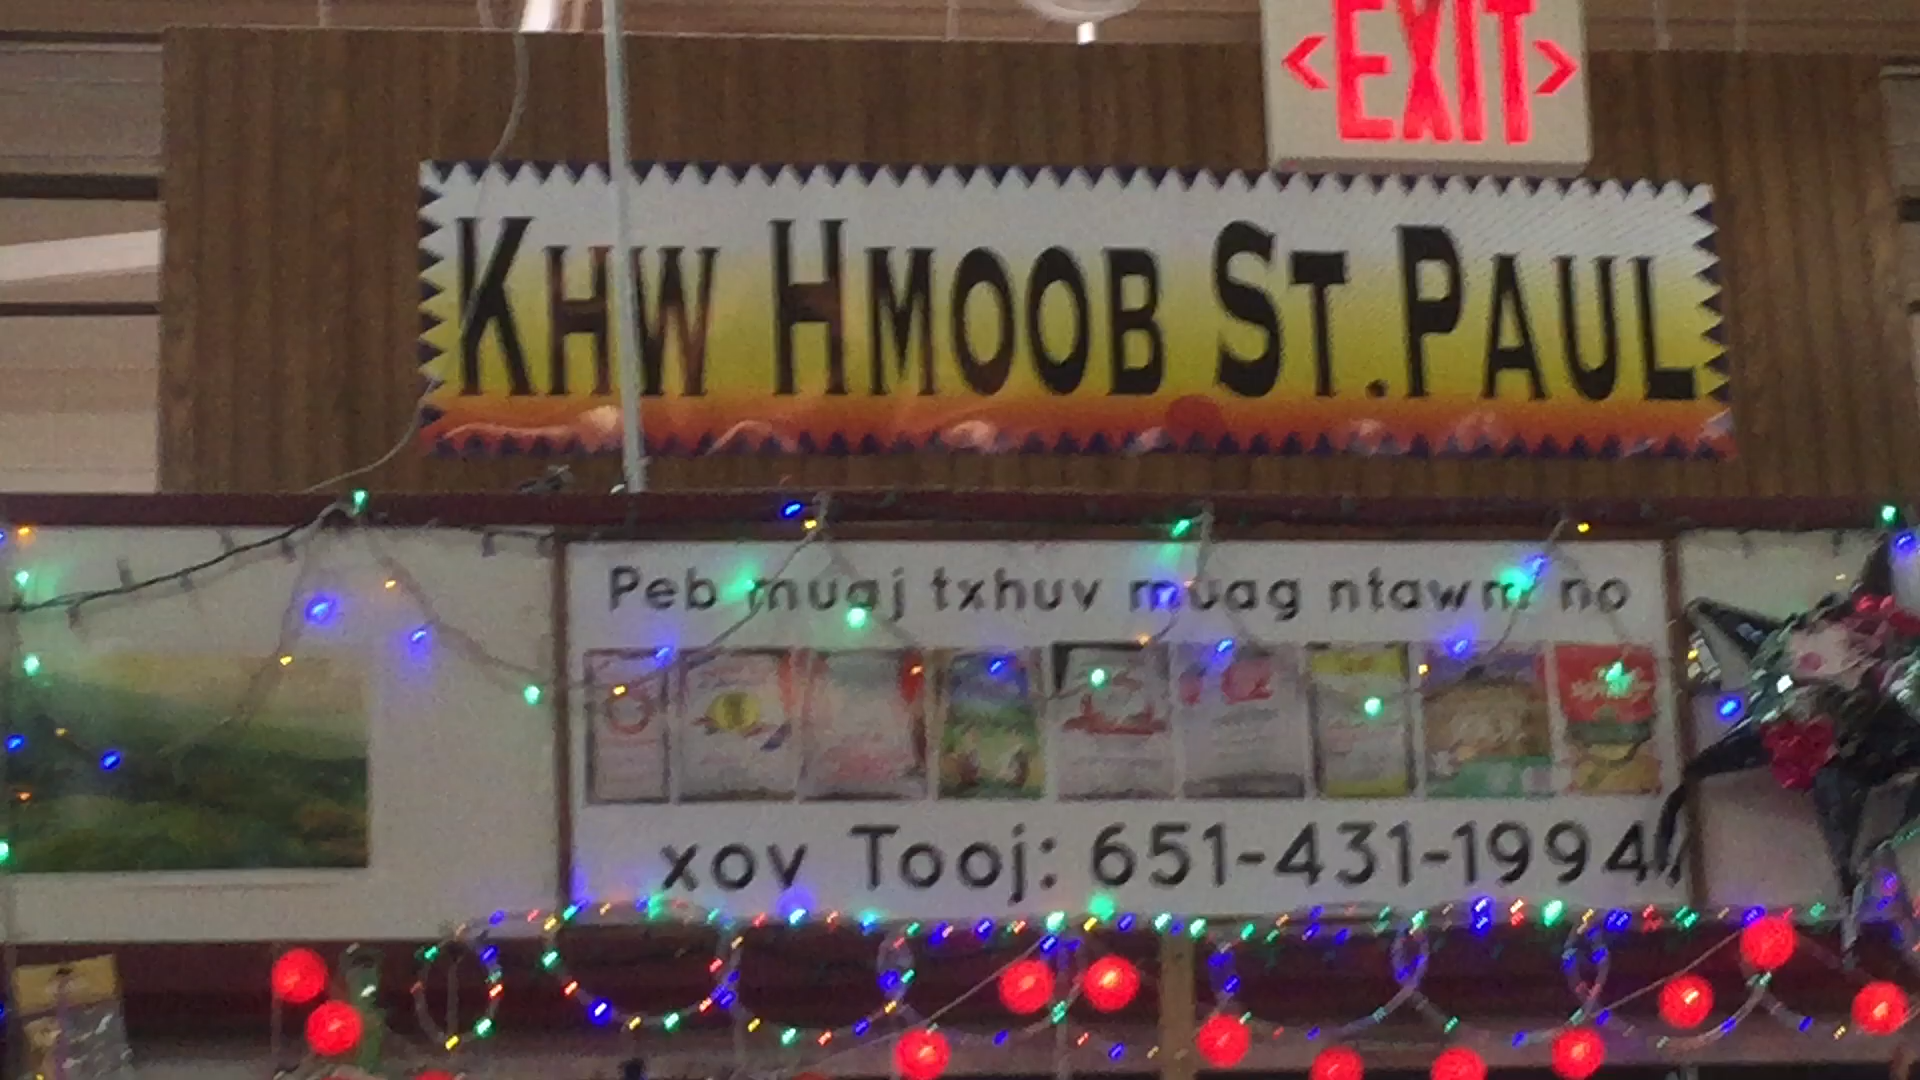 <EXIT>
KHW HMOOB ST. PAUL
Peb muaj txhuv muag ntawm no
xov Tooj: 651-431-1994